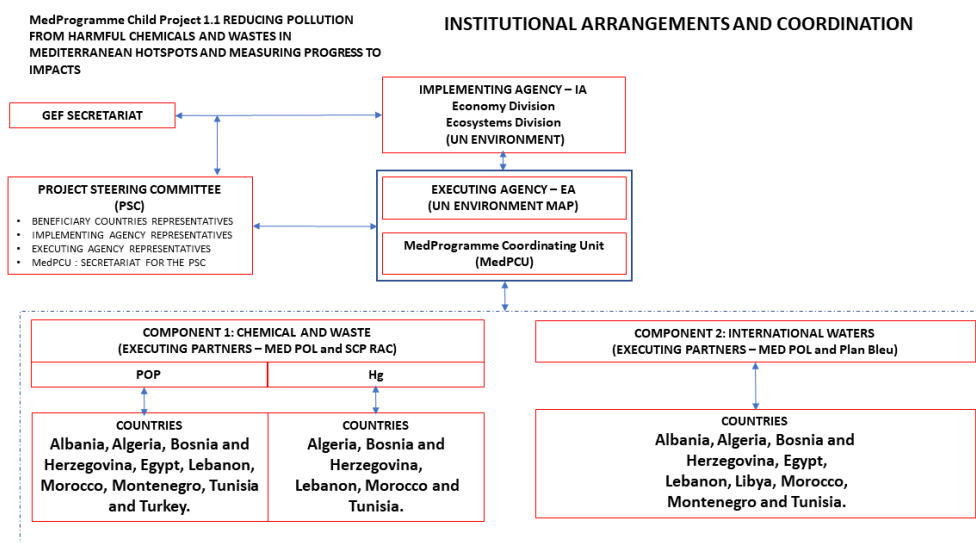 MedProgramme Child Project 1.1 REDUCING POLLUTION
FROM HARMFUL CHEMICALS AND WASTES IN
MEDITERRANEAN HOTSPOTS AND MEASURING PROGRESS TO
IMPACTS
INSTITUTIONAL ARRANGEMENTS AND COORDINATION
GEF SECRETARIAT
IMPLEMENTING AGENCY – IA
Economy Division
Ecosystems Division
(UN ENVIRONMENT)
PROJECT STEERING COMMITTEE
(PSC)
• BENEFICIARY COUNTRIES REPRESENTATIVES
• IMPLEMENTING AGENCY REPRESENTATIVES
• EXECUTING AGENCY REPRESENTATIVES
• MedPCU : SECRETARIAT FOR THE PSC
EXECUTING AGENCY – EA
(UN ENVIRONMENT MAP)
MedProgramme Coordinating Unit
(MedPCU)
COMPONENT 1: CHEMICAL AND WASTE
(EXECUTING PARTNERS – MED POL and SCP RAC)
POP
Hg
COUNTRIES
Albania, Algeria, Bosnia and
Herzegovina, Egypt, Lebanon,
Morocco, Montenegro, Tunisia
and Turkey.
COUNTRIES
Algeria, Bosnia and
Herzegovina,
Lebanon, Morocco and
Tunisia.
COMPONENT 2: INTERNATIONAL WATERS
(EXECUTING PARTNERS – MED POL and Plan Bleu)
COUNTRIES
Albania, Algeria, Bosnia and
Herzegovina, Egypt,
Lebanon, Libya, Morocco,
Montenegro and Tunisia.